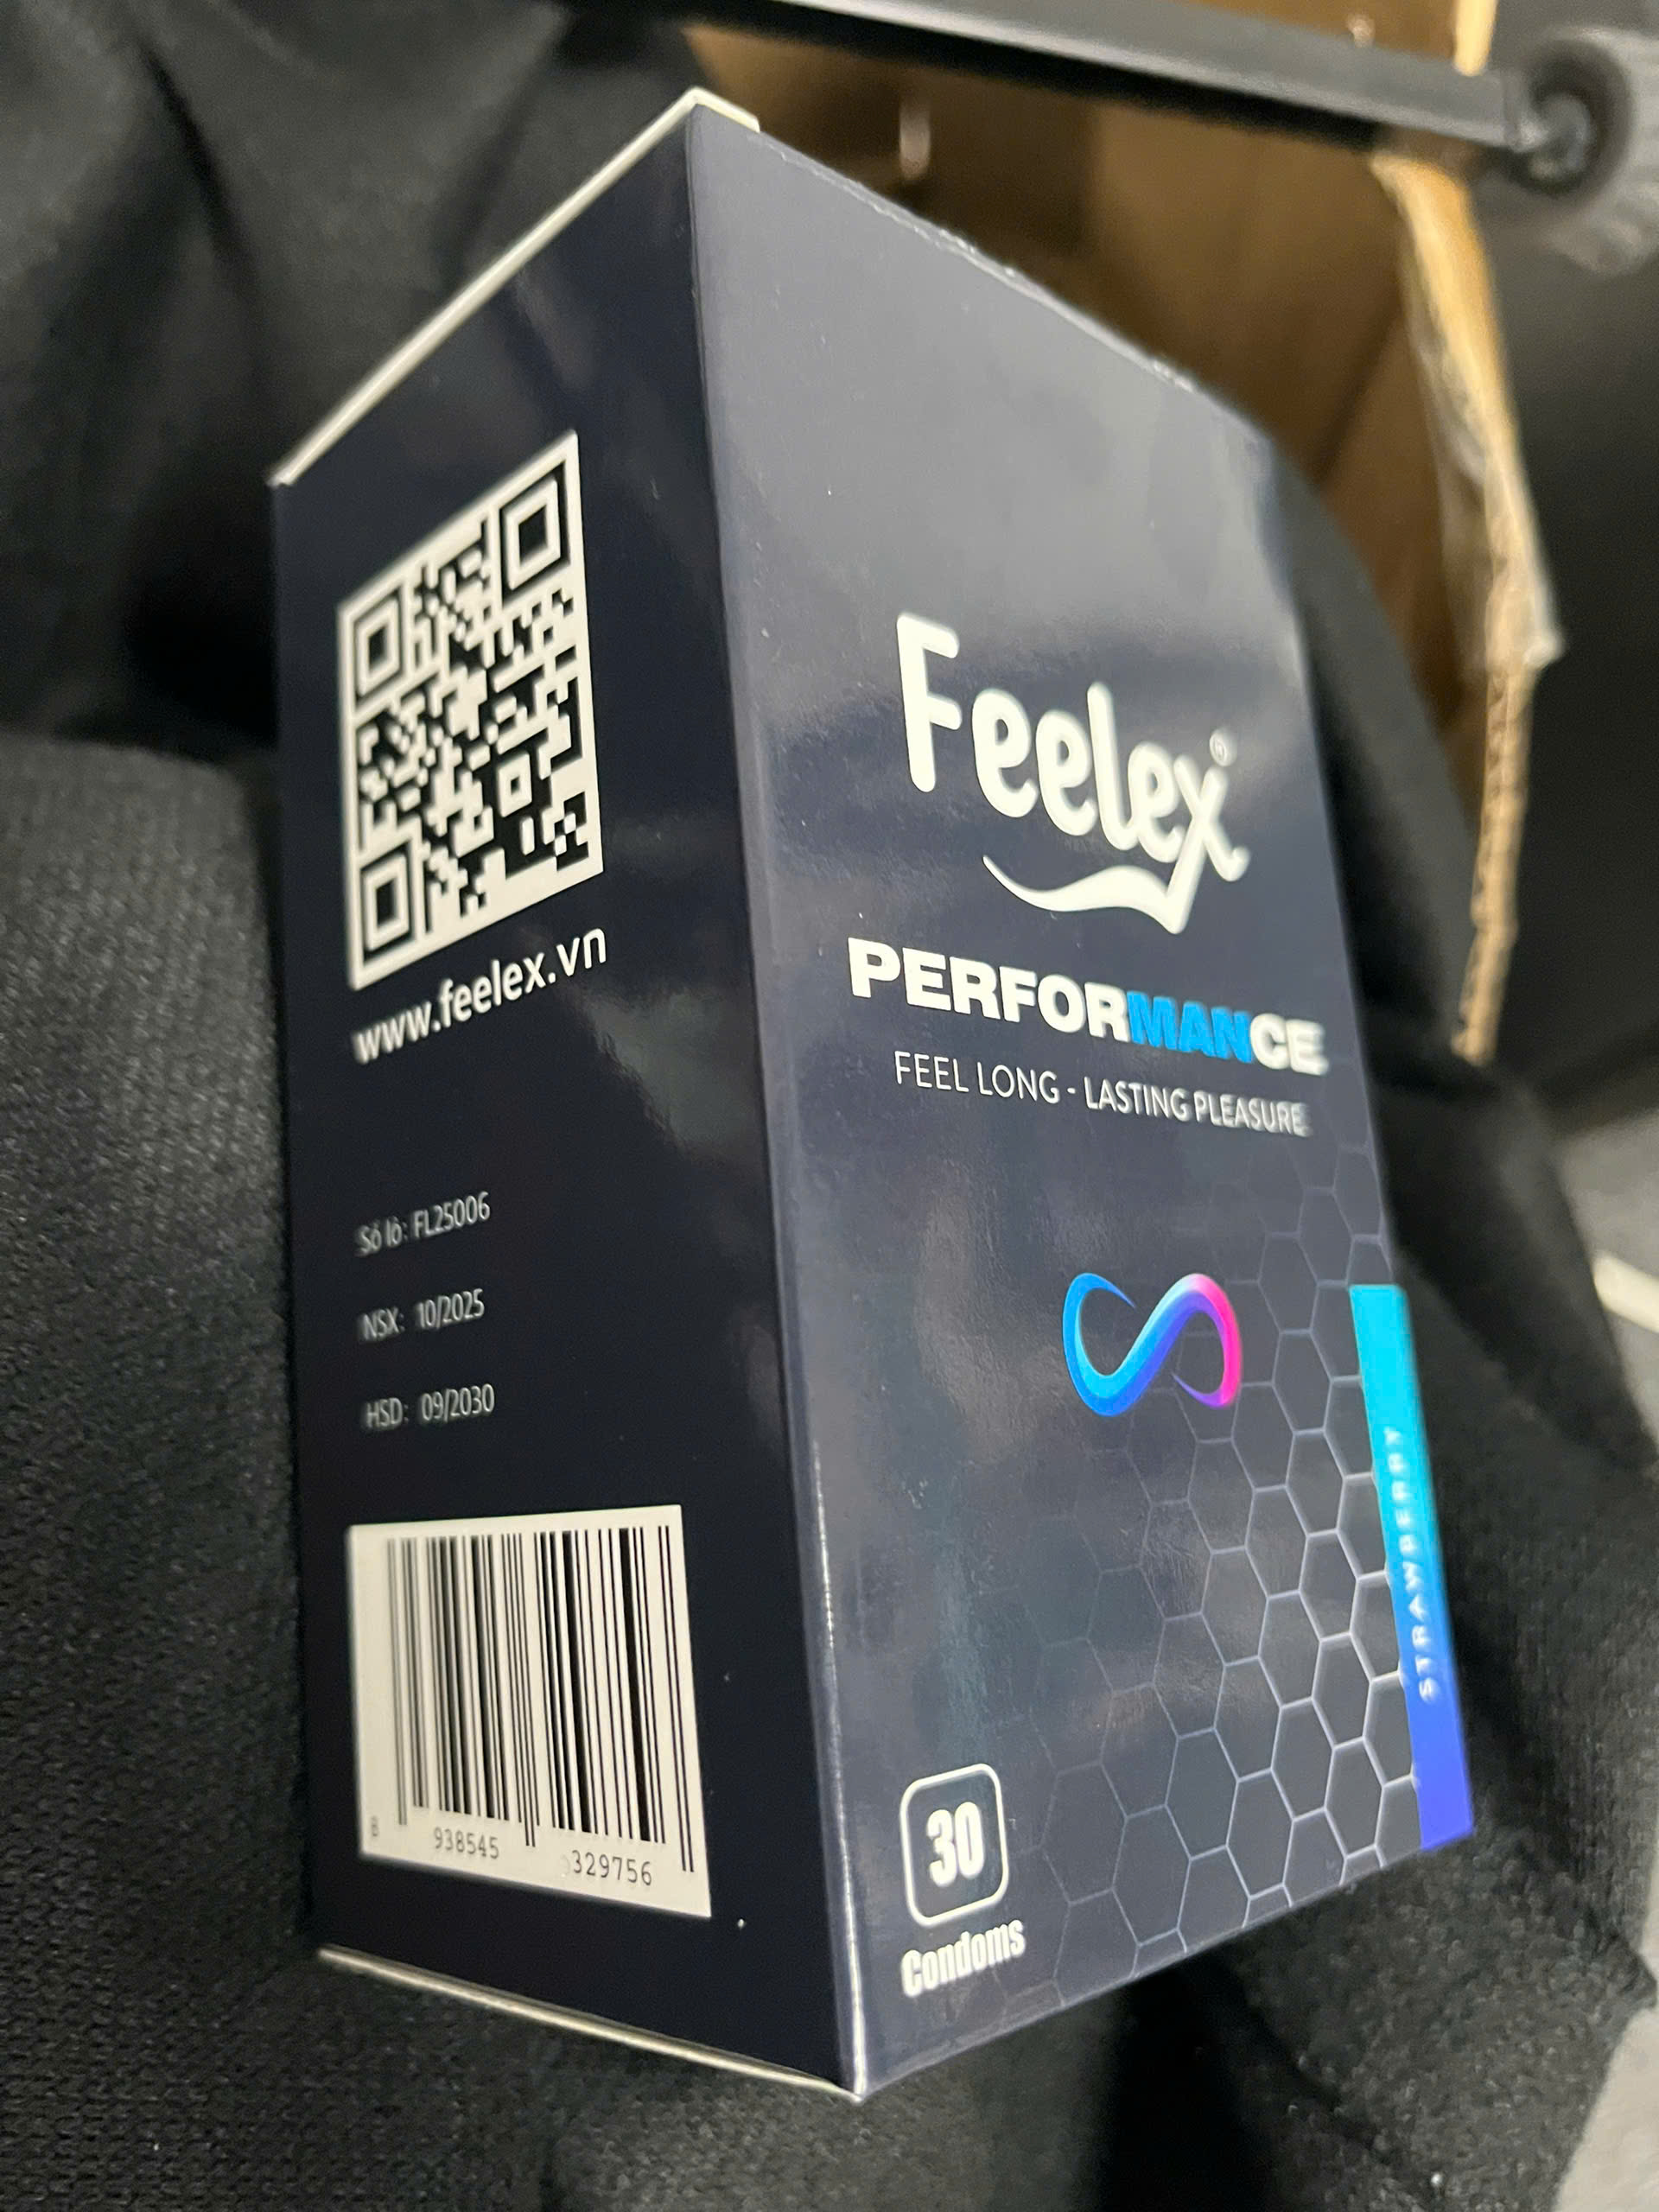 www.feelex.vn
Số lô: FL25006
NSX: 10/2025
HSD: 09/2030
8 938545 329756
Feelex®
PERFORMANCE
FEEL LONG - LASTING PLEASURE
STRAWBERRY
30
Condoms